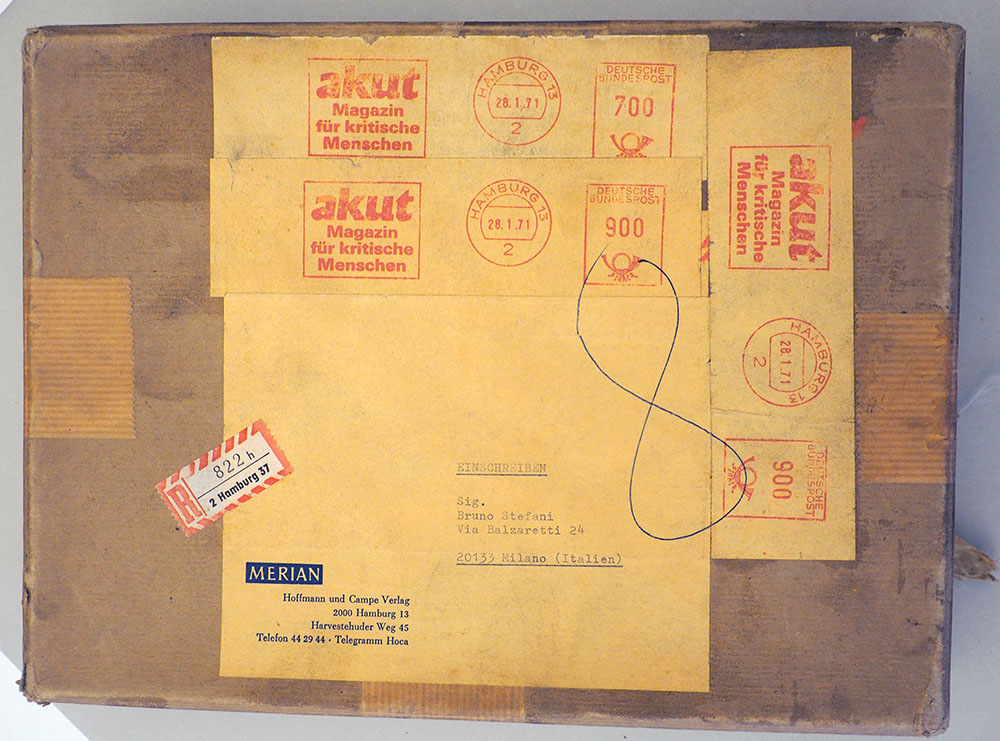 akut
Magazin
für kritische
Menschen
HAMBURG 13
28.1.71
2
DEUTSCHE
BUNDESPOST
700
akut
Magazin
für kritische
Menschen
HAMBURG 13
28.1.71
2
DEUTSCHE
BUNDESPOST
900
akut
Magazin
für kritische
Menschen
HAMBURG 13
28.1.71
2
DEUTSCHE
BUNDESPOST
900
R
822 h
2 Hamburg 37
EINSCHREIBEN
Sig.
Bruno Stefani
Via Balzaretti 24
20133 Milano (Italien)
MERIAN
Hoffmann und Campe Verlag
2000 Hamburg 13
Harvestehuder Weg 45
Telefon 44 29 44 · Telegramm Hoca